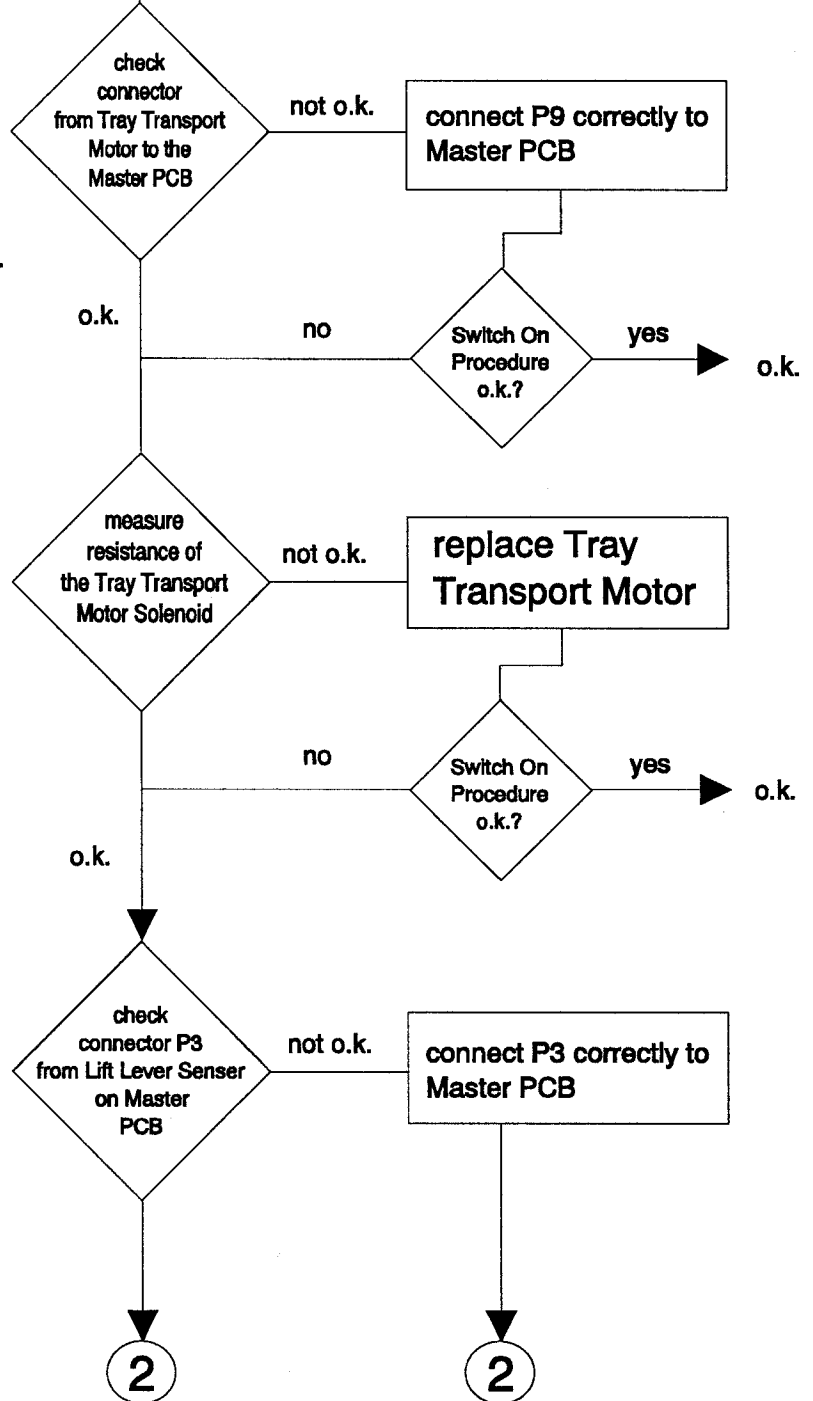 check
connector
from Tray Transport
Motor to the
Master PCB
not o.k.
connect P9 correctly to
Master PCB
o.k.
no
Switch On
Procedure
o.k.?
yes
o.k.
measure
resistance of
the Tray Transport
Motor Solenoid
not o.k.
replace Tray
Transport Motor
no
Switch On
Procedure
o.k.?
yes
o.k.
o.k.
check
connector P3
from Lift Lever Senser
on Master
PCB
not o.k.
connect P3 correctly to
Master PCB
2
2